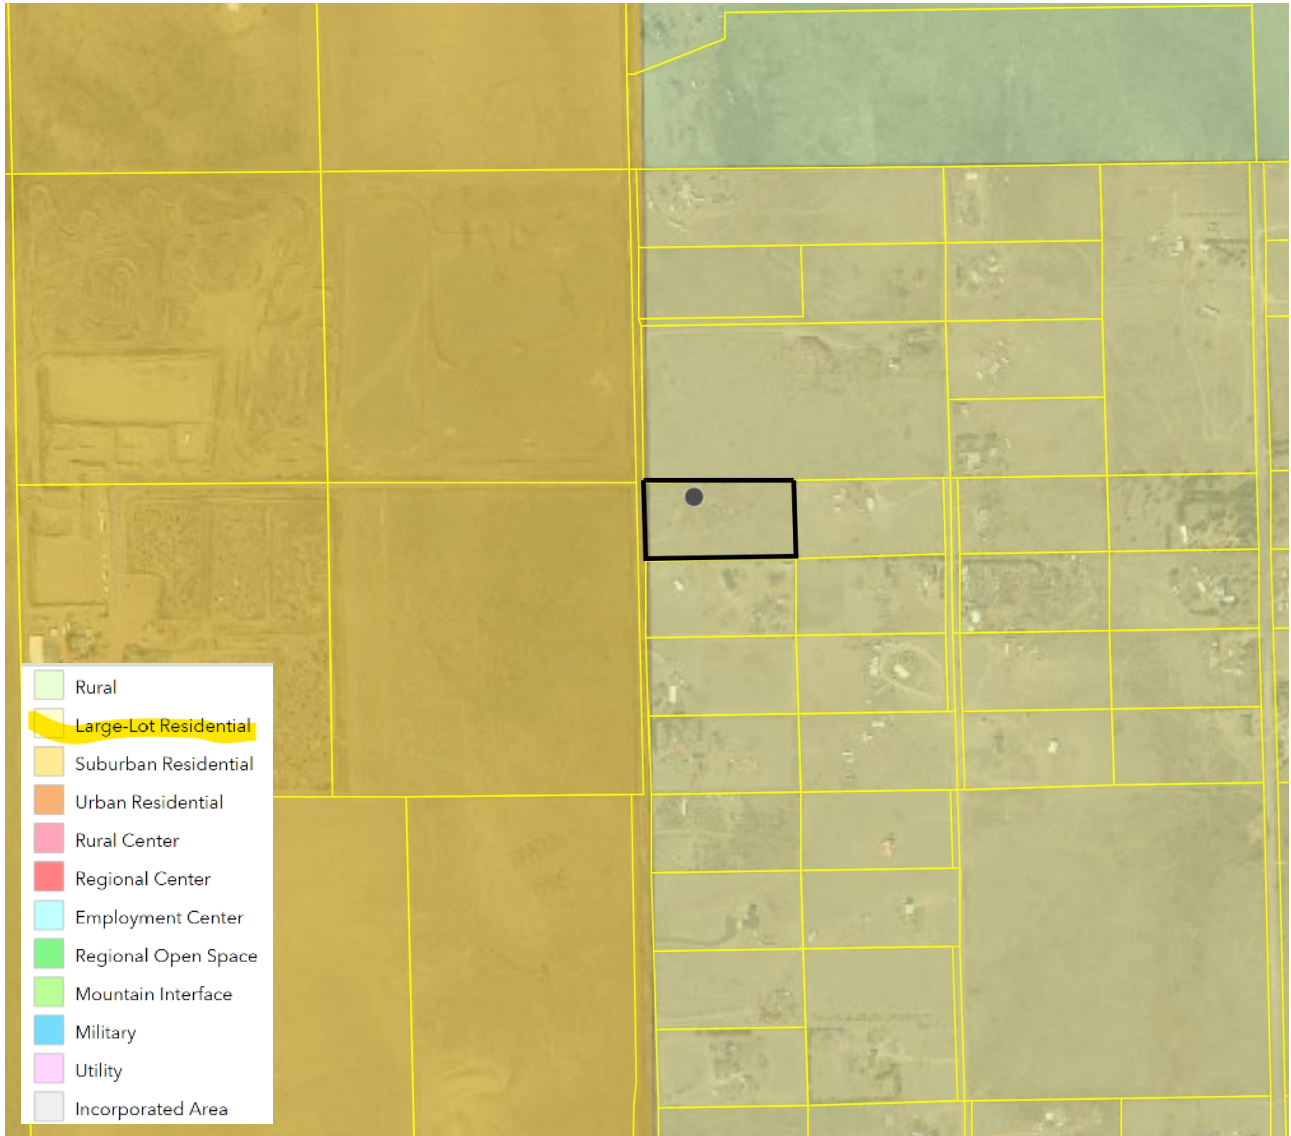 Rural
Large-Lot Residential
Suburban Residential
Urban Residential
Rural Center
Regional Center
Employment Center
Regional Open Space
Mountain Interface
Military
Utility
Incorporated Area